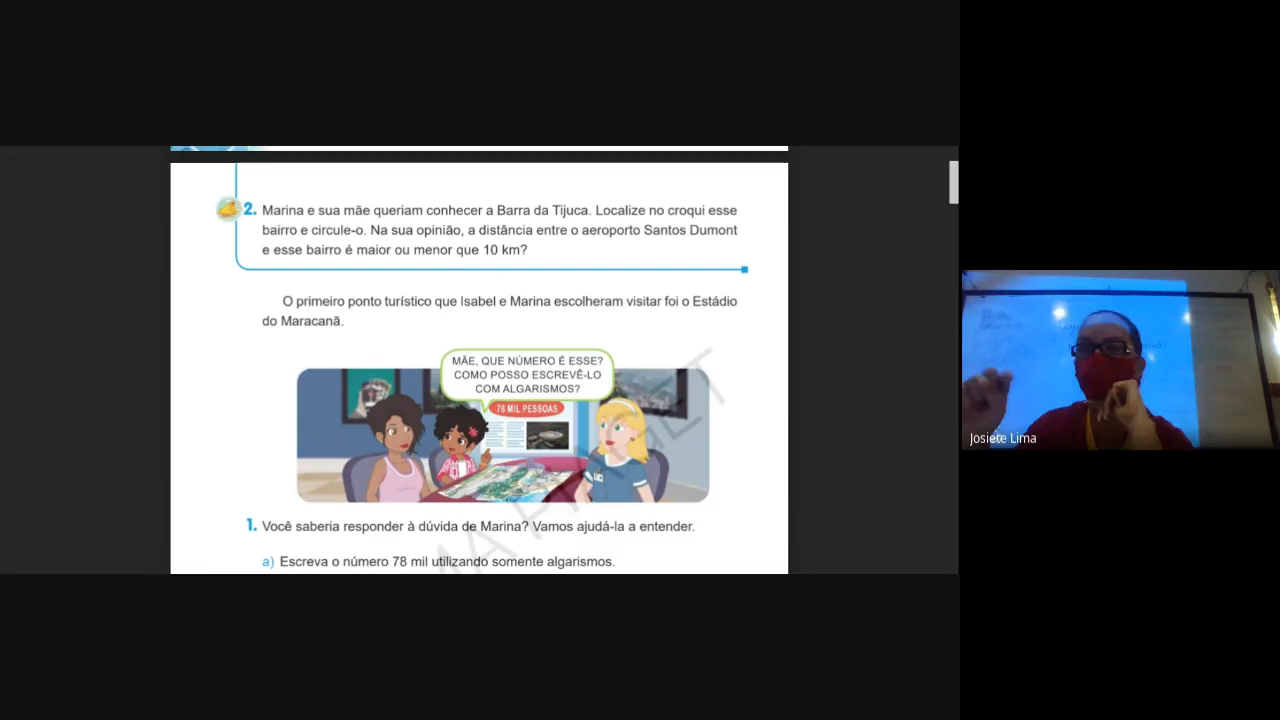 2. Marina e sua mãe queriam conhecer a Barra da Tijuca. Localize no croqui esse
bairro e circule-o. Na sua opinião, a distância entre o aeroporto Santos Dumont
e esse bairro é maior ou menor que 10 km?
O primeiro ponto turístico que Isabel e Marina escolheram visitar foi o Estádio
do Maracanã.
MÃE, QUE NÚMERO É ESSE?
COMO POSSO ESCREVÊ-LO
COM ALGARISMOS?
78 MIL PESSOAS
1. Você saberia responder à dúvida de Marina? Vamos ajudá-la a entender.
a) Escreva o número 78 mil utilizando somente algarismos.
Josiete Lima